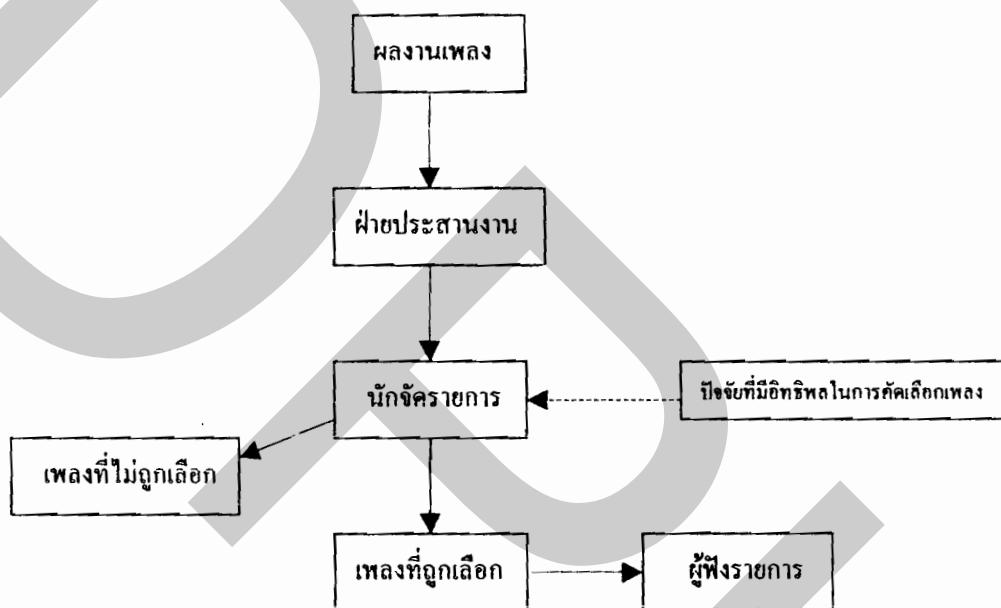 ผลงานเพลง
ฝ่ายประสานงาน
นักจัดรายการ
ปัจจัยที่มีอิทธิพลในการคัดเลือกเพลง
เพลงที่ไม่ถูกเลือก
เพลงที่ถูกเลือก
ผู้ฟังรายการ